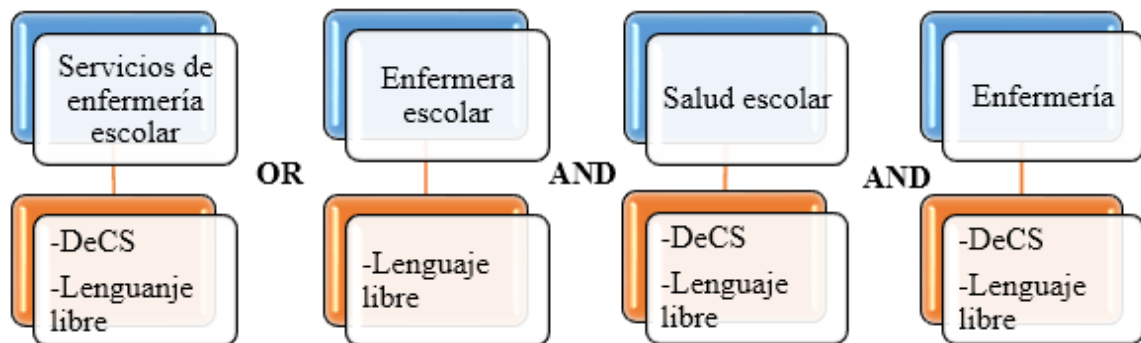 Servicios de
enfermería
escolar
OR
Enfermera
escolar
AND
Salud escolar
AND
Enfermería
-DeCS
-Lenguanje
libre
-Lenguaje
libre
-DeCS
-Lenguaje
libre
-DeCS
-Lenguaje
libre